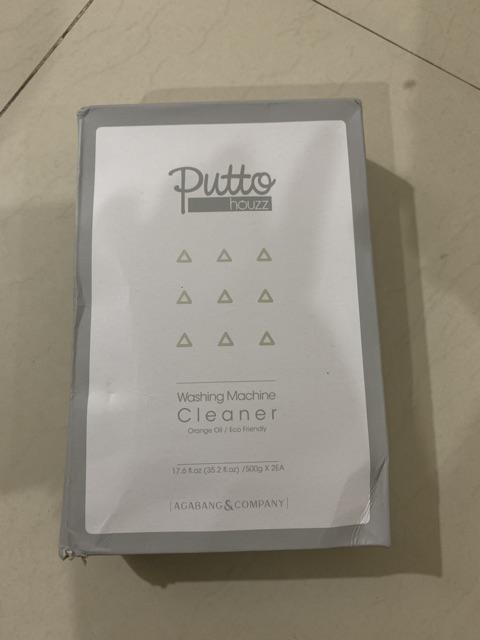 Putto
houzz
Washing Machine
Cleaner
Orange Oil / Eco Friendly
17.6 fl.oz (35.2 fl.oz) /500g X 2EA
|AGABANG&COMPANY|